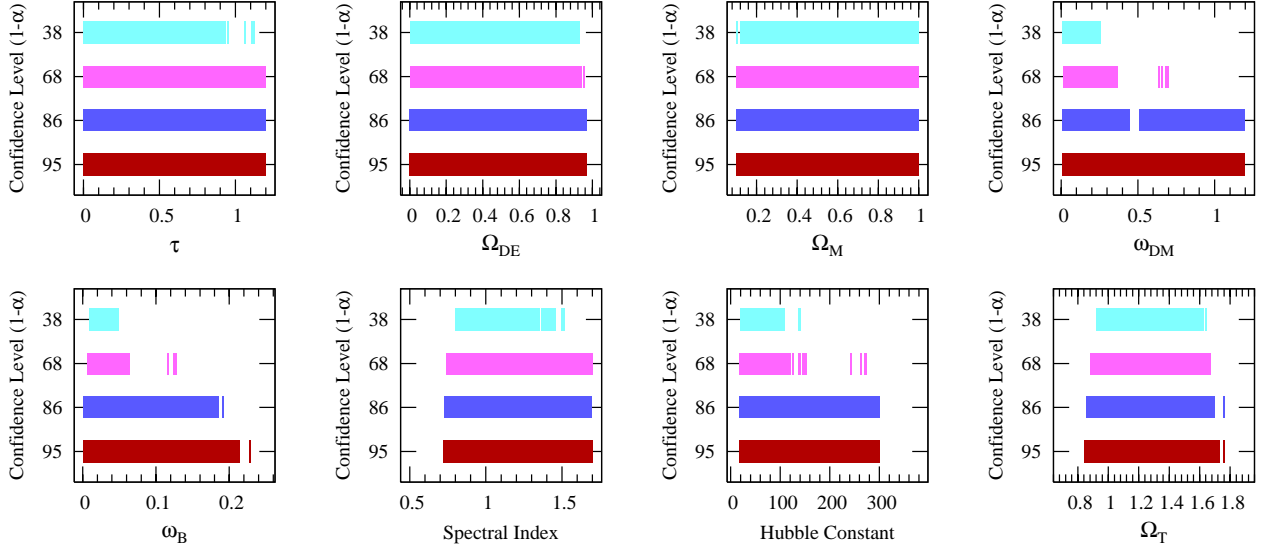 Confidence Level (1-α)
38
68
86
95
0 0.5 1
τ
Confidence Level (1-α)
38
68
86
95
0 0.2 0.4 0.6 0.8 1
Ω_DE
Confidence Level (1-α)
38
68
86
95
0.2 0.4 0.6 0.8 1
Ω_M
Confidence Level (1-α)
38
68
86
95
0 0.5 1
ω_DM
Confidence Level (1-α)
38
68
86
95
0 0.1 0.2
ω_B
Confidence Level (1-α)
38
68
86
95
0.5 1 1.5
Spectral Index
Confidence Level (1-α)
38
68
86
95
0 100 200 300
Hubble Constant
Confidence Level (1-α)
38
68
86
95
0.8 1 1.2 1.4 1.6 1.8
Ω_T